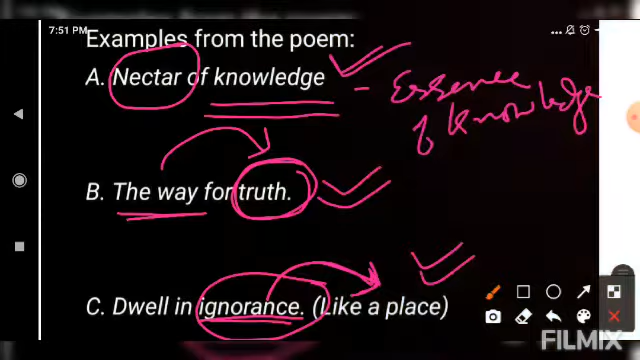 7:51 PM
Examples from the poem:
A. Nectar of knowledge
- Essence
of knowledge
B. The way for truth.
C. Dwell in ignorance. (Like a place)
FILMIX